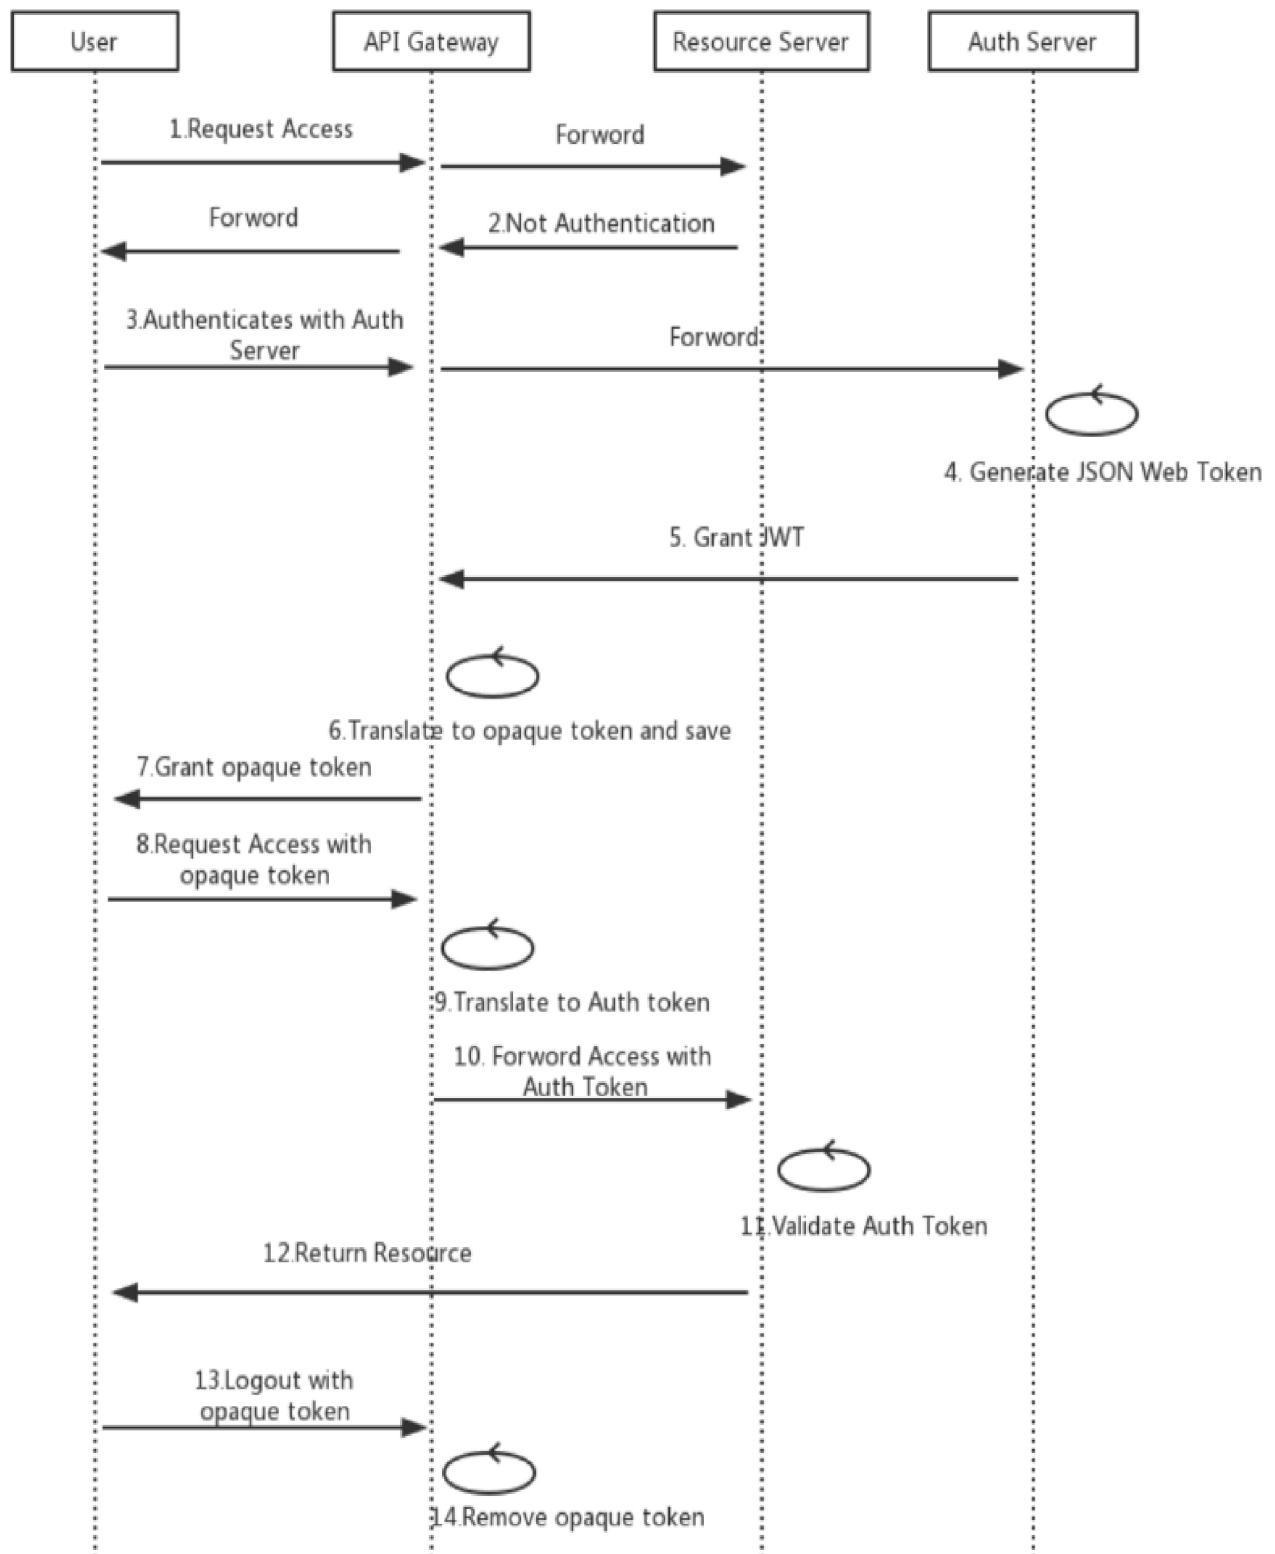 User
API Gateway
Resource Server
Auth Server
1.Request Access
Forword
Forword
2.Not Authentication
3.Authenticates with Auth
Server
Forword
4. Generate JSON Web Token
5. Grant JWT
6.Translate to opaque token and save
7.Grant opaque token
8.Request Access with
opaque token
9.Translate to Auth token
10. Forword Access with
Auth Token
11.Validate Auth Token
12.Return Resource
13.Logout with
opaque token
14.Remove opaque token